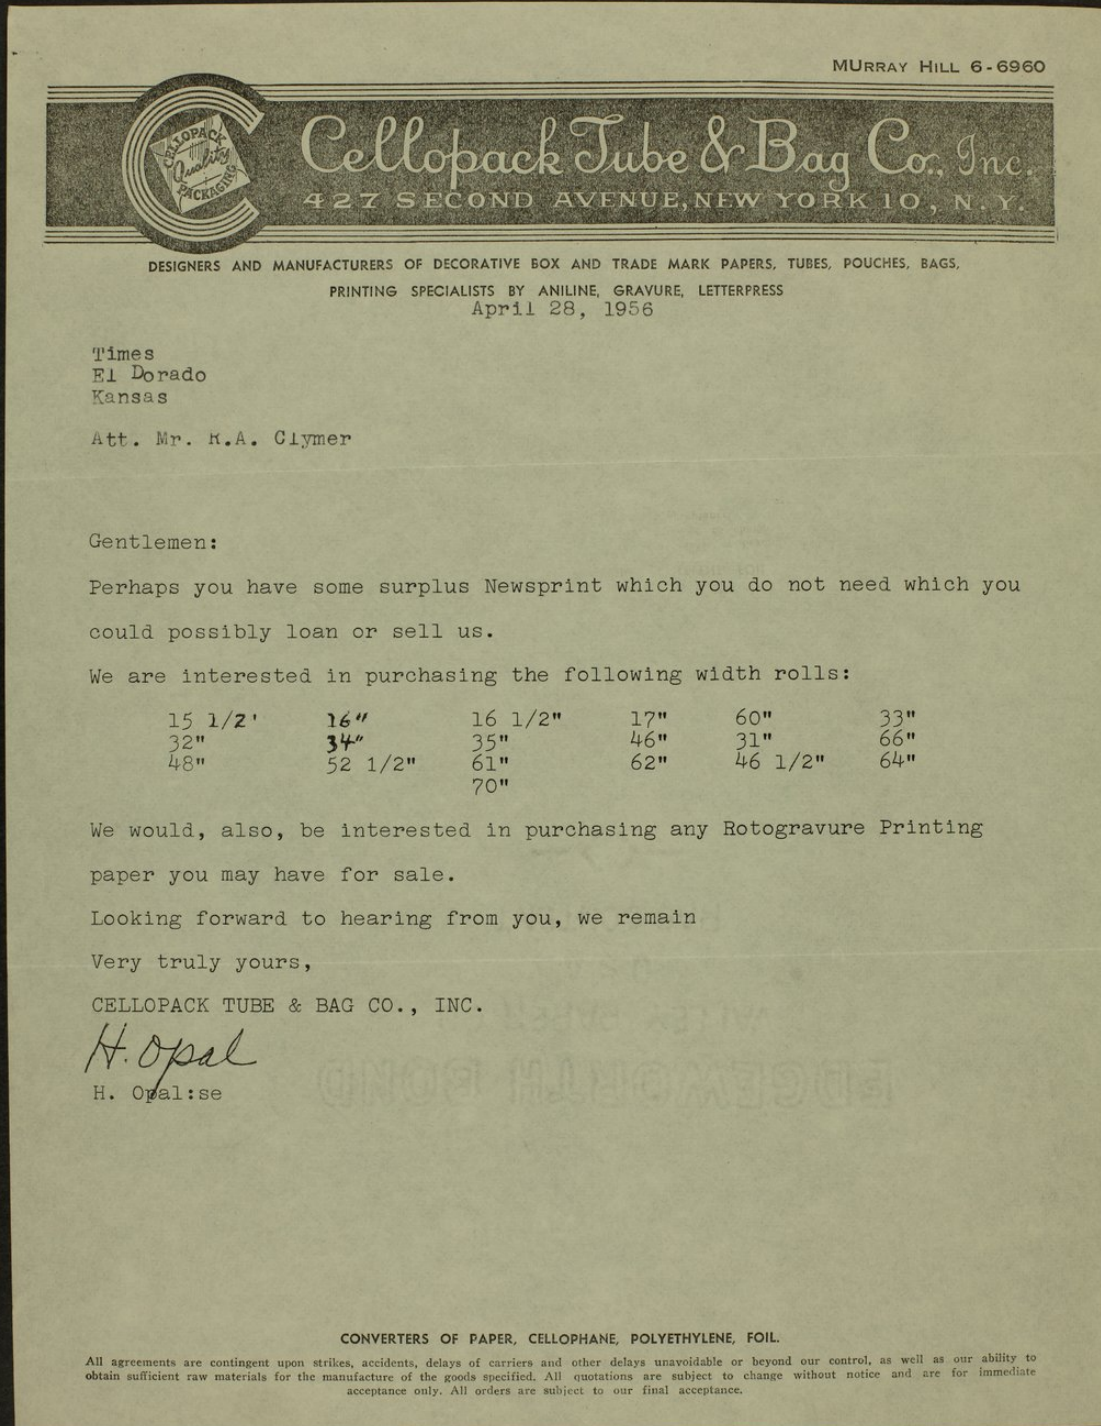 MURRAY HILL 6-6960
CELLOPACK
Quality
PACKAGING
Cellopack Tube & Bag Co., Inc.
427 SECOND AVENUE, NEW YORK 10, N. Y.
DESIGNERS AND MANUFACTURERS OF DECORATIVE BOX AND TRADE MARK PAPERS, TUBES, POUCHES, BAGS,
PRINTING SPECIALISTS BY ANILINE, GRAVURE, LETTERPRESS
April 28, 1956
Times
El Dorado
Kansas
Att. Mr. R.A. Clymer
Gentlemen:
Perhaps you have some surplus Newsprint which you do not need which you
could possibly loan or sell us.
We are interested in purchasing the following width rolls:
15 1/2' 16" 16 1/2" 17" 60" 33"
32" 34" 35" 46" 31" 66"
48" 52 1/2" 61" 62" 46 1/2" 64"
70"
We would, also, be interested in purchasing any Rotogravure Printing
paper you may have for sale.
Looking forward to hearing from you, we remain
Very truly yours,
CELLOPACK TUBE & BAG CO., INC.
H. Opal
H. Opal:se
CONVERTERS OF PAPER, CELLOPHANE, POLYETHYLENE, FOIL.
All agreements are contingent upon strikes, accidents, delays of carriers and other delays unavoidable or beyond our control, as well as our ability to
obtain sufficient raw materials for the manufacture of the goods specified. All quotations are subject to change without notice and are for immediate
acceptance only. All orders are subject to our final acceptance.